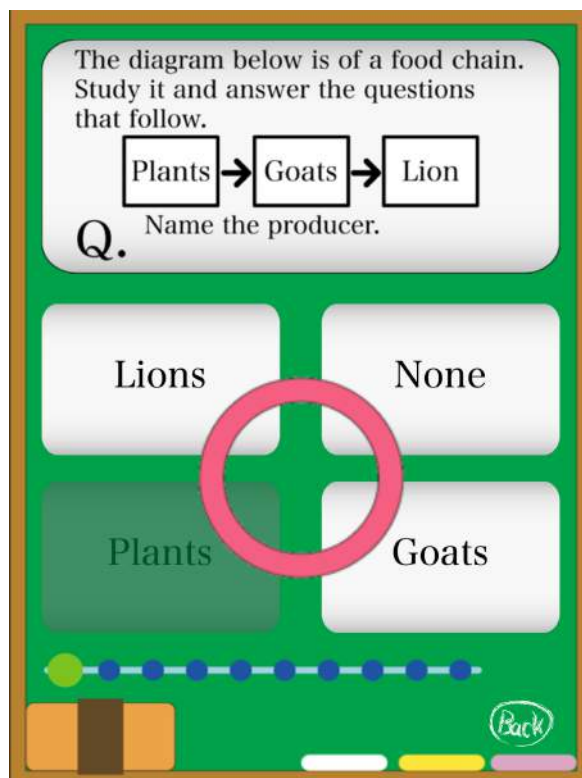 The diagram below is of a food chain.
Study it and answer the questions
that follow.
Plants Goats Lion
Q. Name the producer.
Lions None
Plants Goats
Back